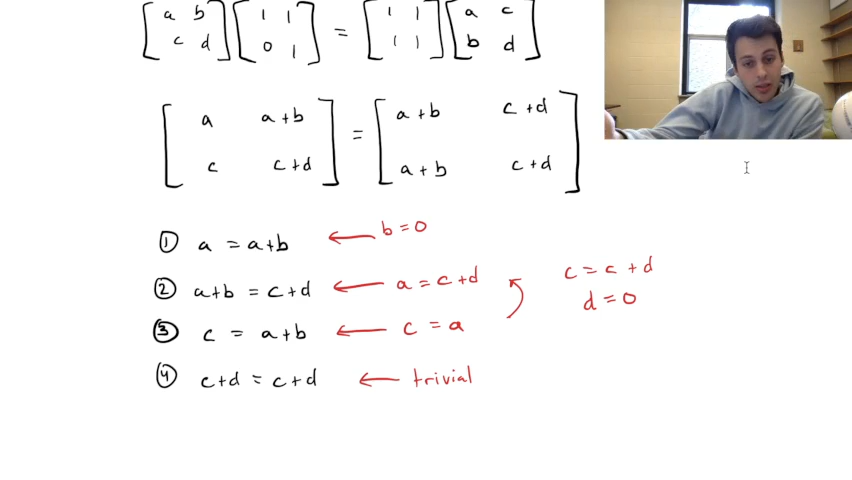 [a b; c d] [1 1; 0 1] = [1 1; 1 1] [a c; b d]
[a a+b; c c+d] = [a+b c+d; a+b c+d]
① a = a+b ← b = 0
② a+b = c+d ← a = c+d
③ c = a+b ← c = a
④ c+d = c+d ← trivial
c = c + d
d = 0